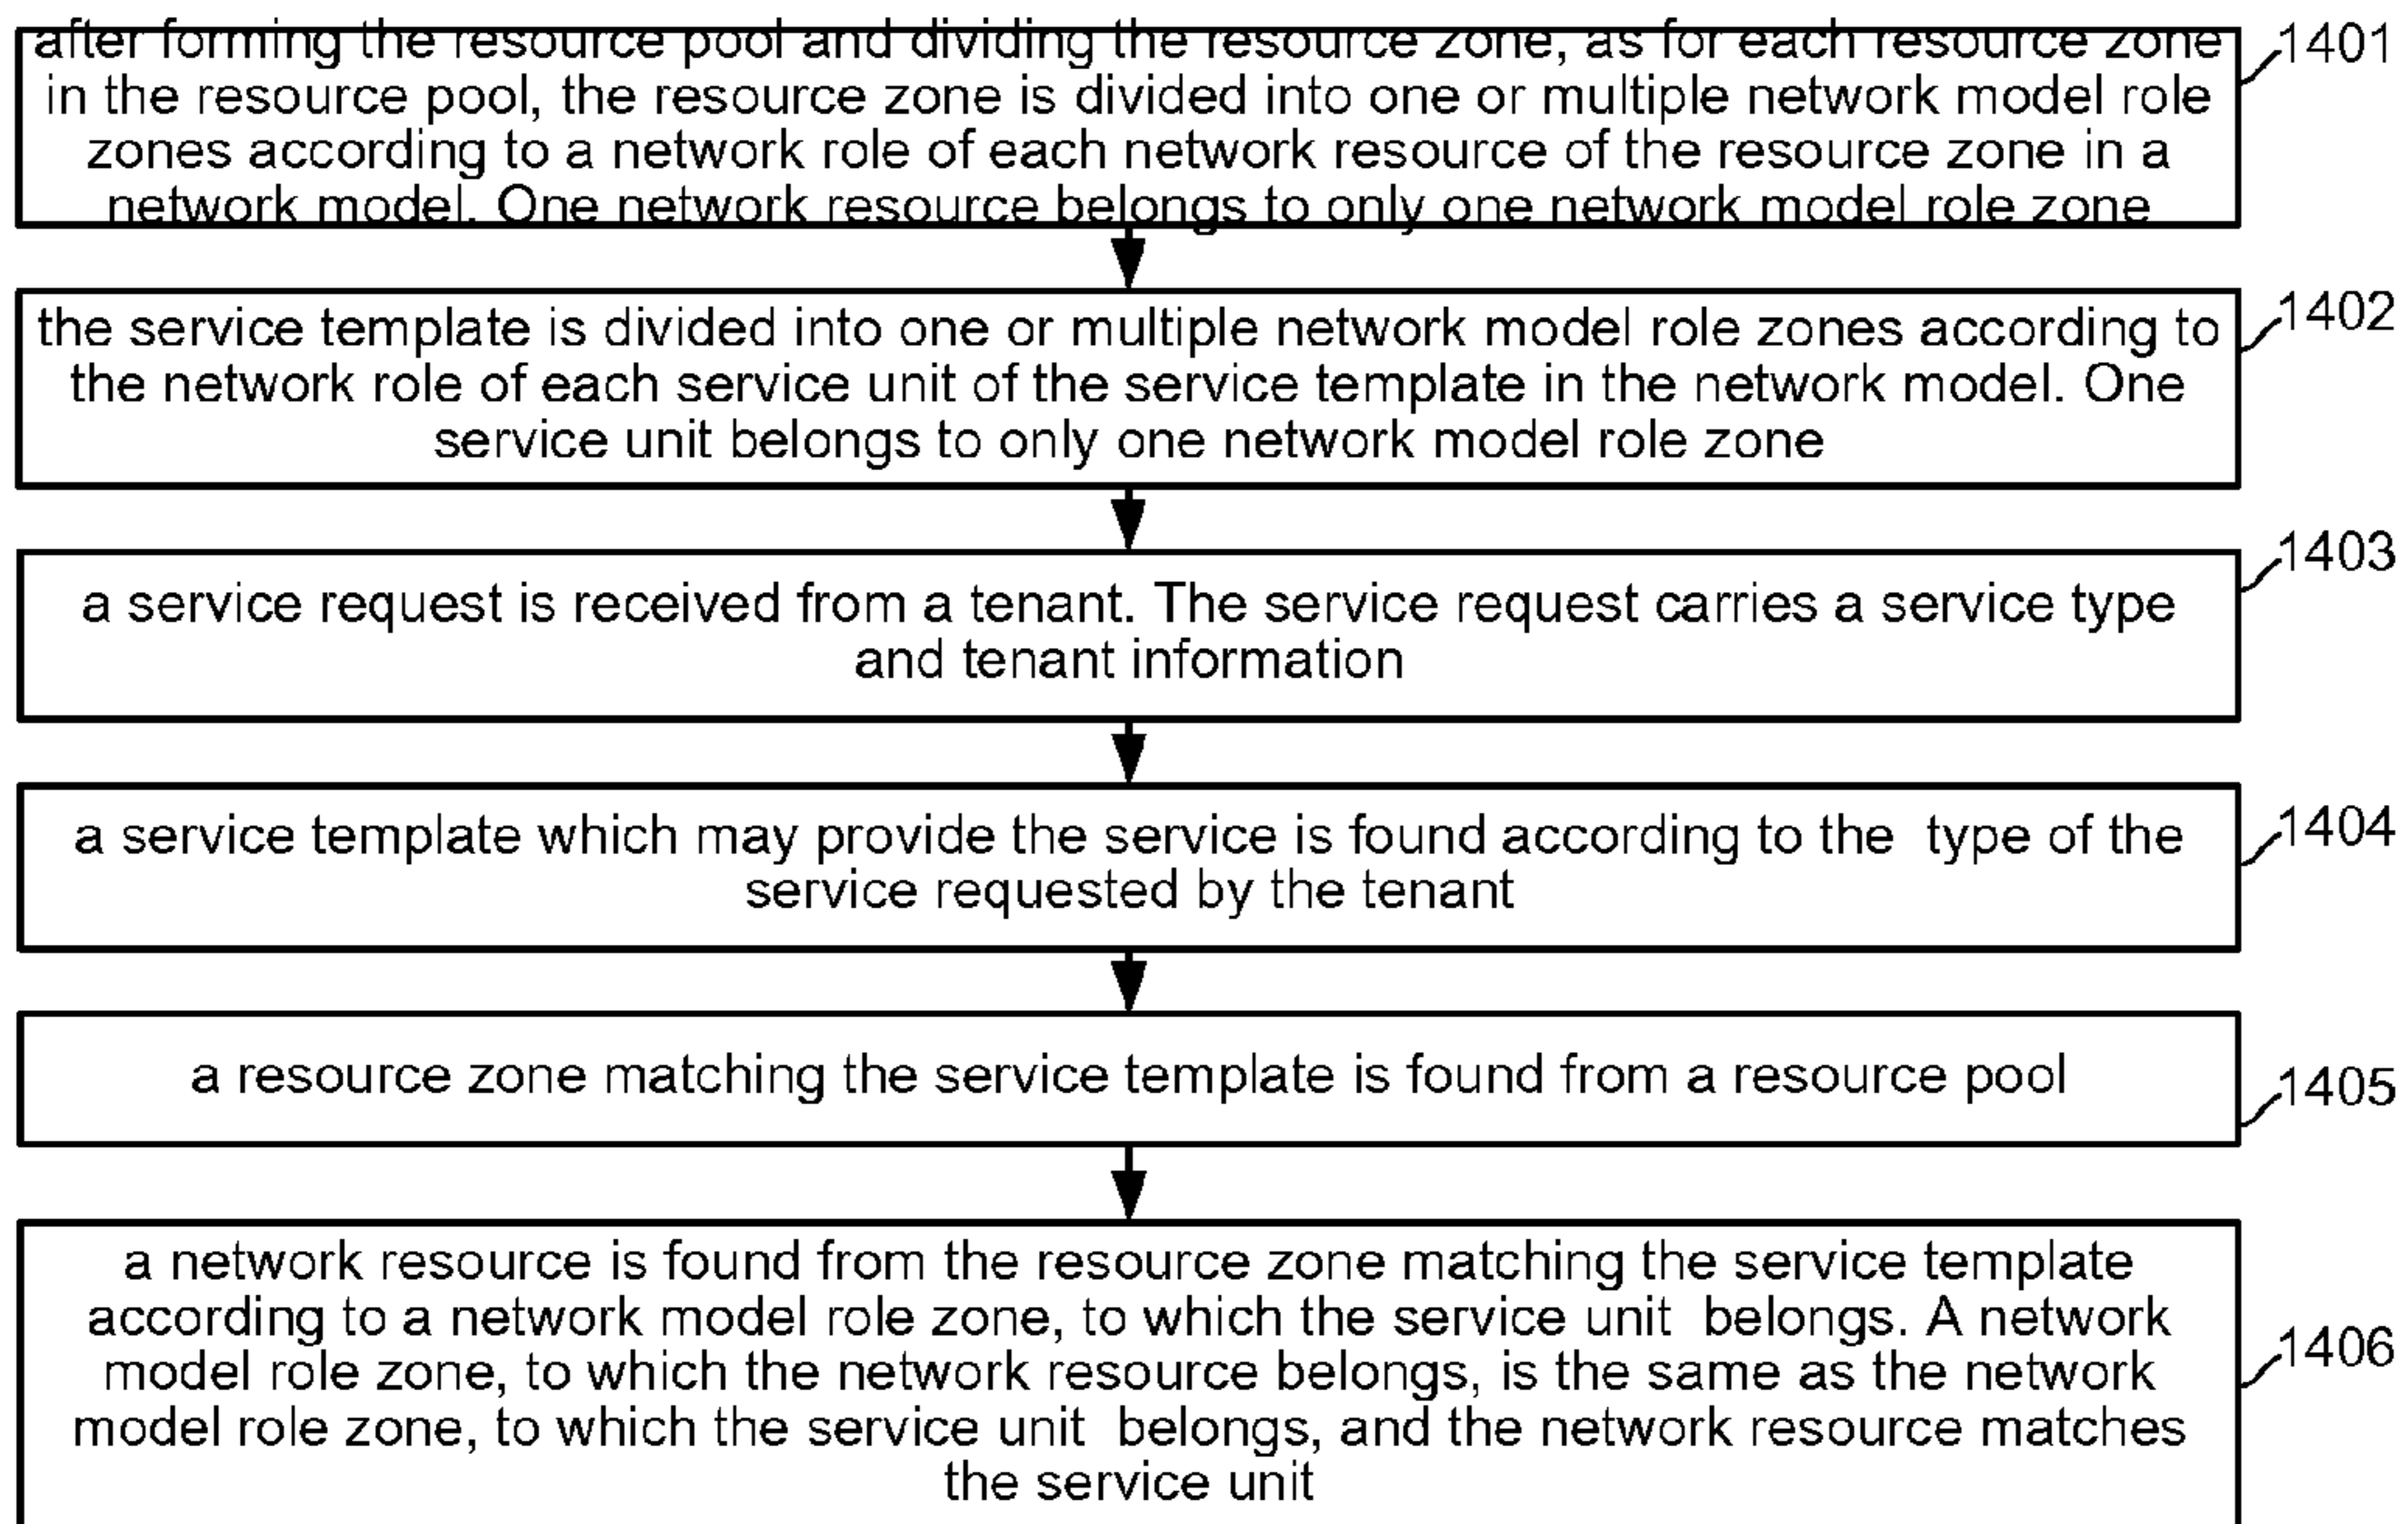 after forming the resource pool and dividing the resource zone, as for each resource zone
in the resource pool, the resource zone is divided into one or multiple network model role
zones according to a network role of each network resource of the resource zone in a
network model. One network resource belongs to only one network model role zone
1401
the service template is divided into one or multiple network model role zones according to
the network role of each service unit of the service template in the network model. One
service unit belongs to only one network model role zone
1402
a service request is received from a tenant. The service request carries a service type
and tenant information
1403
a service template which may provide the service is found according to the  type of the
service requested by the tenant
1404
a resource zone matching the service template is found from a resource pool
1405
a network resource is found from the resource zone matching the service template
according to a network model role zone, to which the service unit  belongs. A network
model role zone, to which the network resource belongs, is the same as the network
model role zone, to which the service unit  belongs, and the network resource matches
the service unit
1406